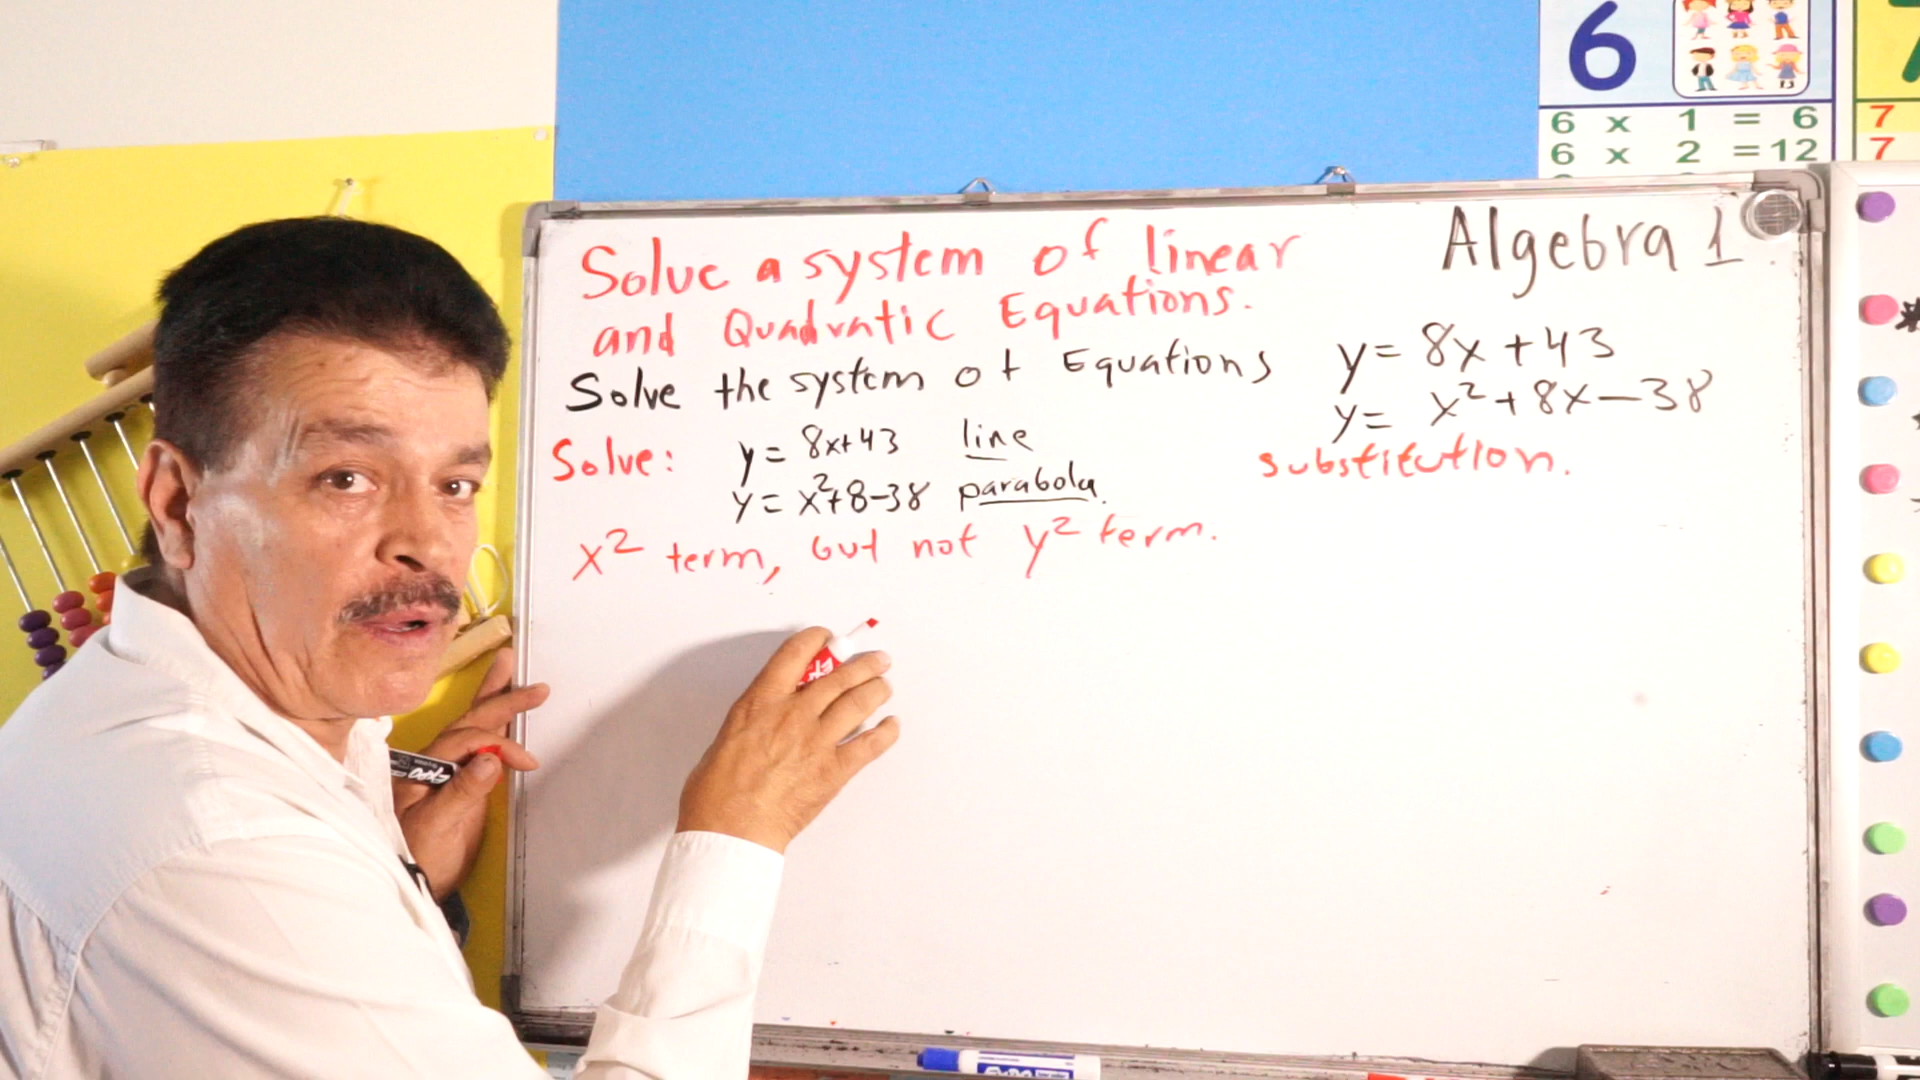 6
6 x 1 = 6
6 x 2 = 12
7
7
Algebra 1.
Solve a system of linear
and Quadratic Equations.
Solve the system of Equations
y = 8x + 43
y = x² + 8x - 38
Solve: y = 8x+43 line
y = x²+8-38 parabola.
substitution.
x² term, but not y² term.
EXPO
EXPO